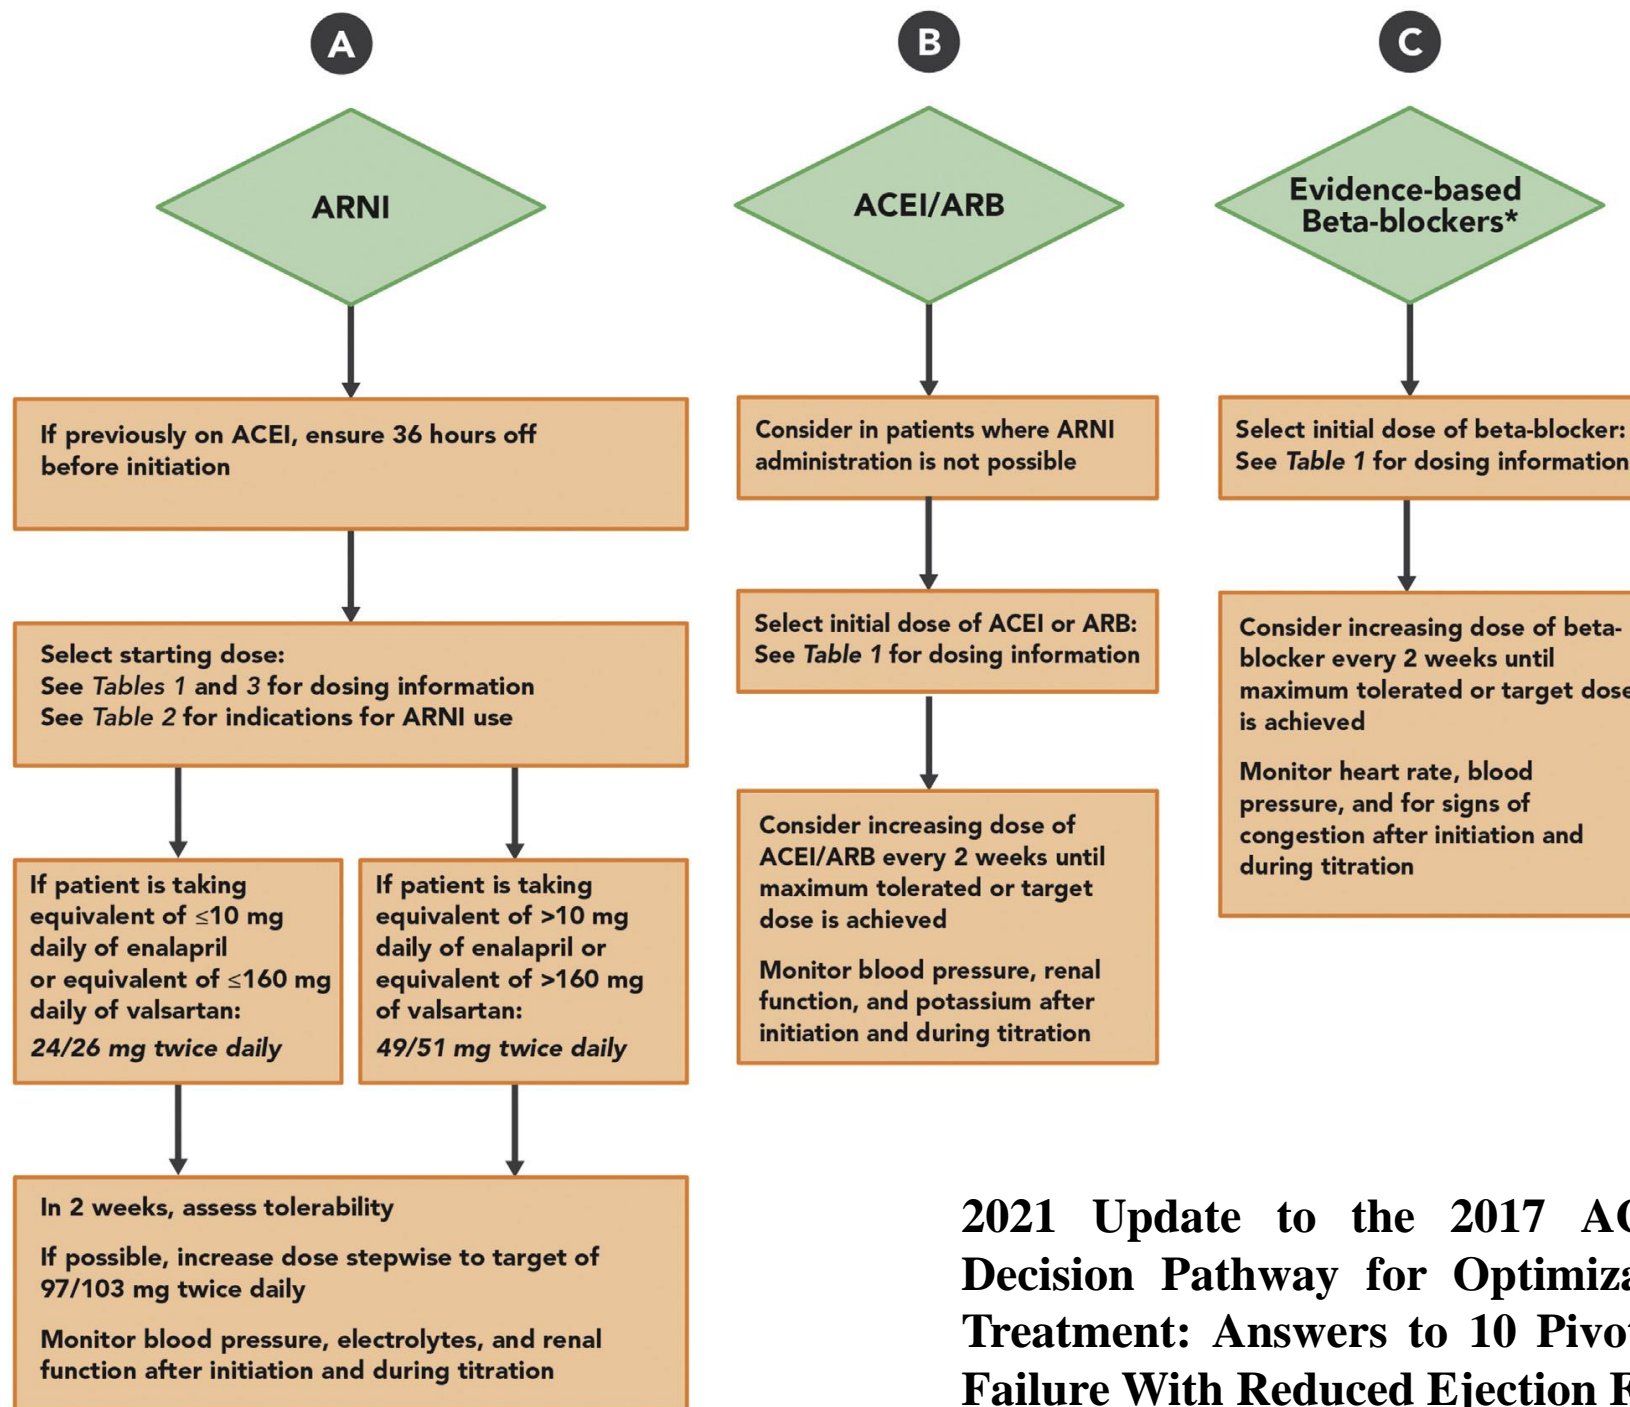 A
ARNI
If previously on ACEI, ensure 36 hours off
before initiation
Select starting dose:
See Tables 1 and 3 for dosing information
See Table 2 for indications for ARNI use
If patient is taking
equivalent of ≤10 mg
daily of enalapril
or equivalent of ≤160 mg
daily of valsartan:
24/26 mg twice daily
If patient is taking
equivalent of >10 mg
daily of enalapril or
equivalent of >160 mg
of valsartan:
49/51 mg twice daily
In 2 weeks, assess tolerability
If possible, increase dose stepwise to target of
97/103 mg twice daily
Monitor blood pressure, electrolytes, and renal
function after initiation and during titration
B
ACEI/ARB
Consider in patients where ARNI
administration is not possible
Select initial dose of ACEI or ARB:
See Table 1 for dosing information
Consider increasing dose of
ACEI/ARB every 2 weeks until
maximum tolerated or target
dose is achieved
Monitor blood pressure, renal
function, and potassium after
initiation and during titration
C
Evidence-based
Beta-blockers*
Select initial dose of beta-blocker:
See Table 1 for dosing information
Consider increasing dose of beta-
blocker every 2 weeks until
maximum tolerated or target dose
is achieved
Monitor heart rate, blood
pressure, and for signs of
congestion after initiation and
during titration
2021 Update to the 2017
Decision Pathway for
Treatment: Answers to 10
Failure With Reduced Ejection